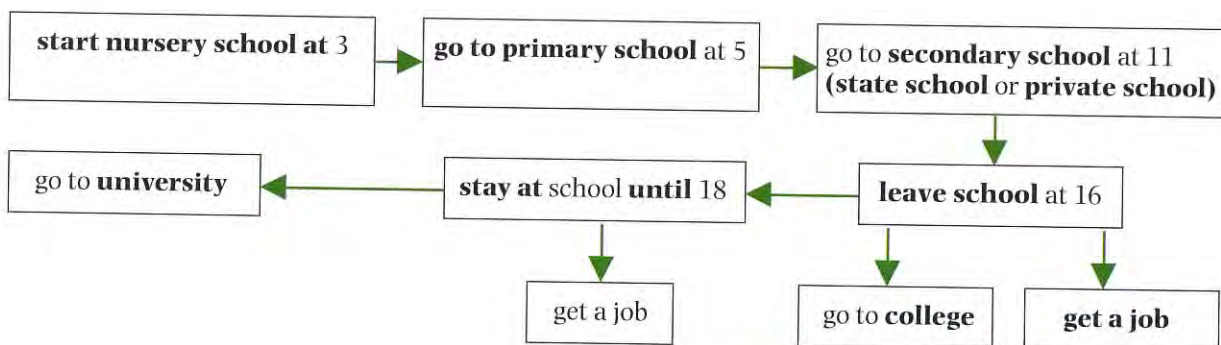 start nursery school at 3
go to primary school at 5
go to secondary school at 11
(state school or private school)
go to university
stay at school until 18
leave school at 16
get a job
go to college
get a job